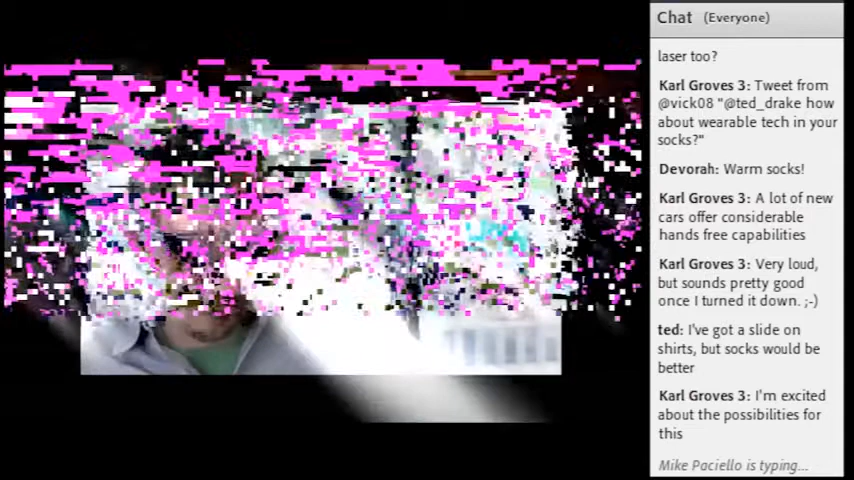 Chat (Everyone)
laser too?
Karl Groves 3: Tweet from
@vick08 "@ted_drake how
about wearable tech in your
socks?"
Devorah: Warm socks!
Karl Groves 3: A lot of new
cars offer considerable
hands free capabilities
Karl Groves 3: Very loud,
but sounds pretty good
once I turned it down. ;-)
ted: I've got a slide on
shirts, but socks would be
better
Karl Groves 3: I'm excited
about the possibilities for
this
Mike Paciello is typing...